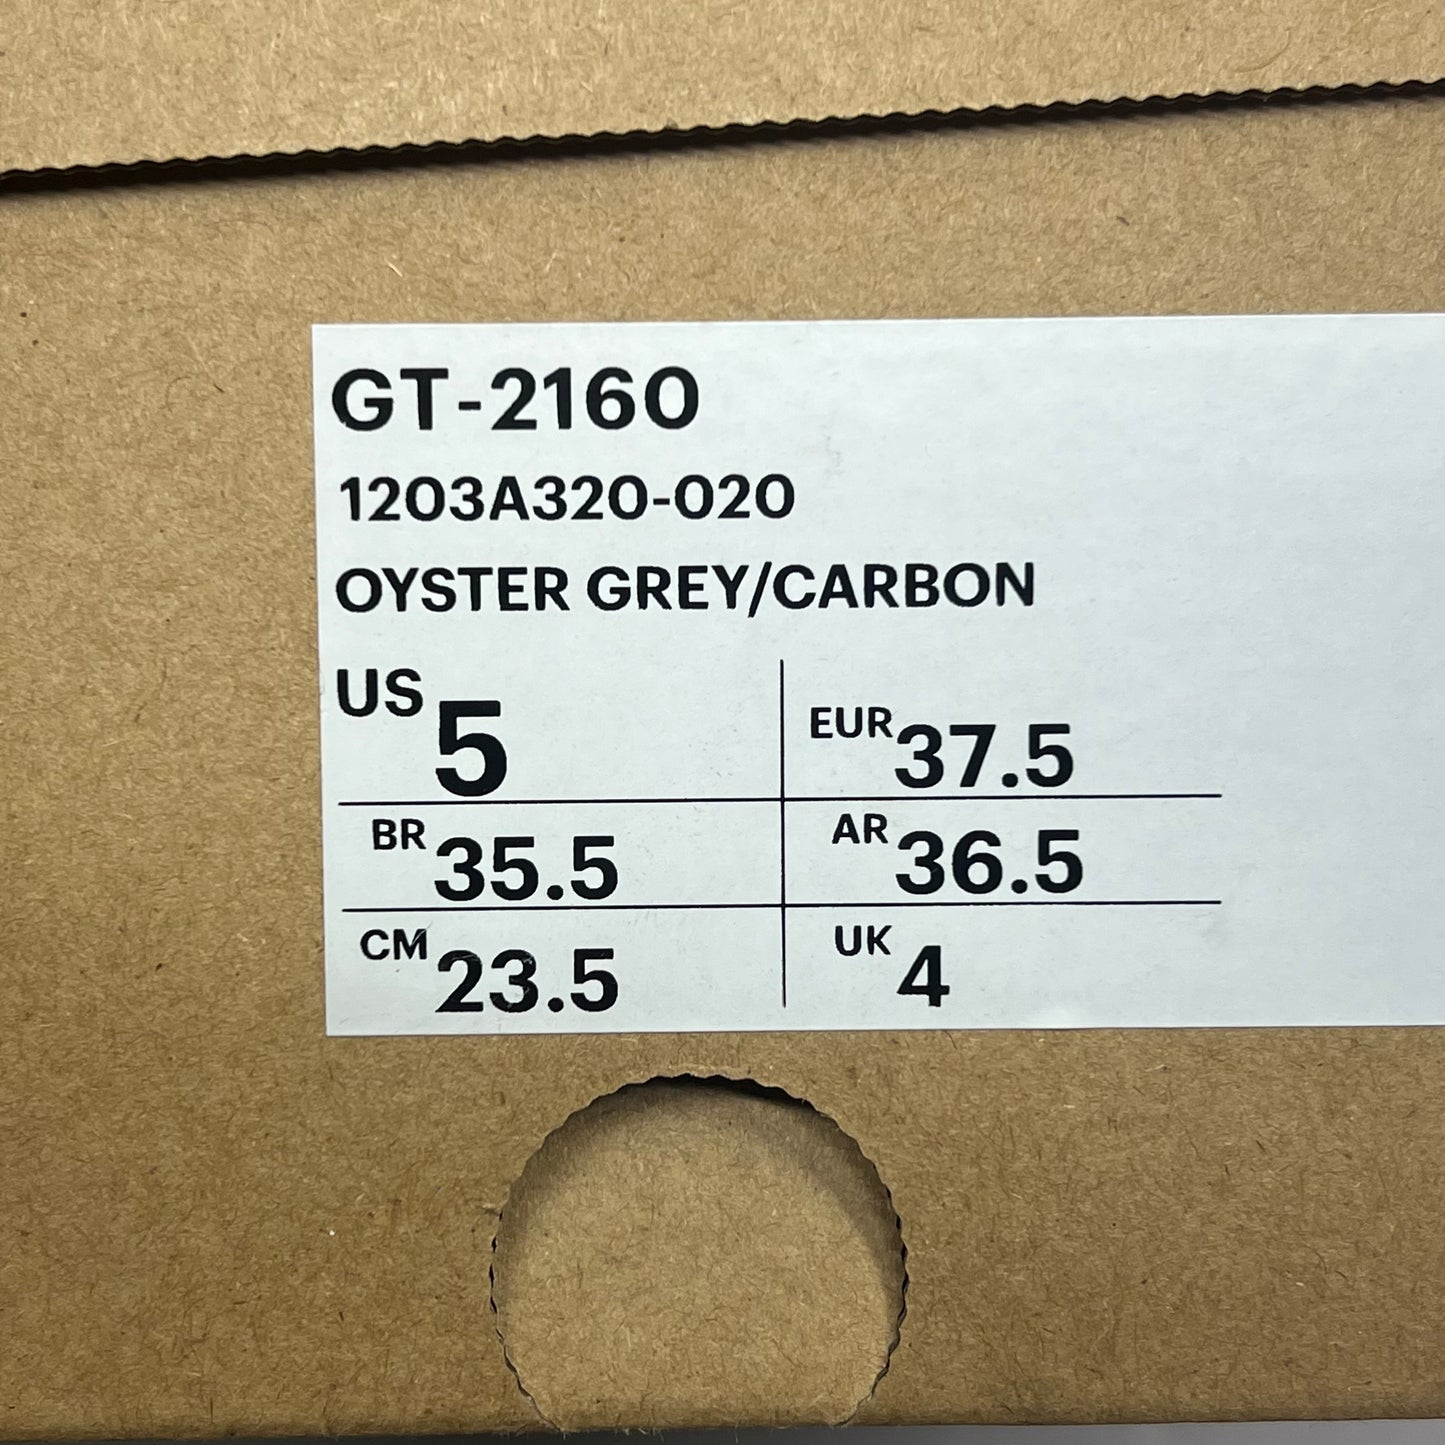 GT-2160
1203A320-020
OYSTER GREY/CARBON
US 5
EUR 37.5
BR 35.5
AR 36.5
CM 23.5
UK 4